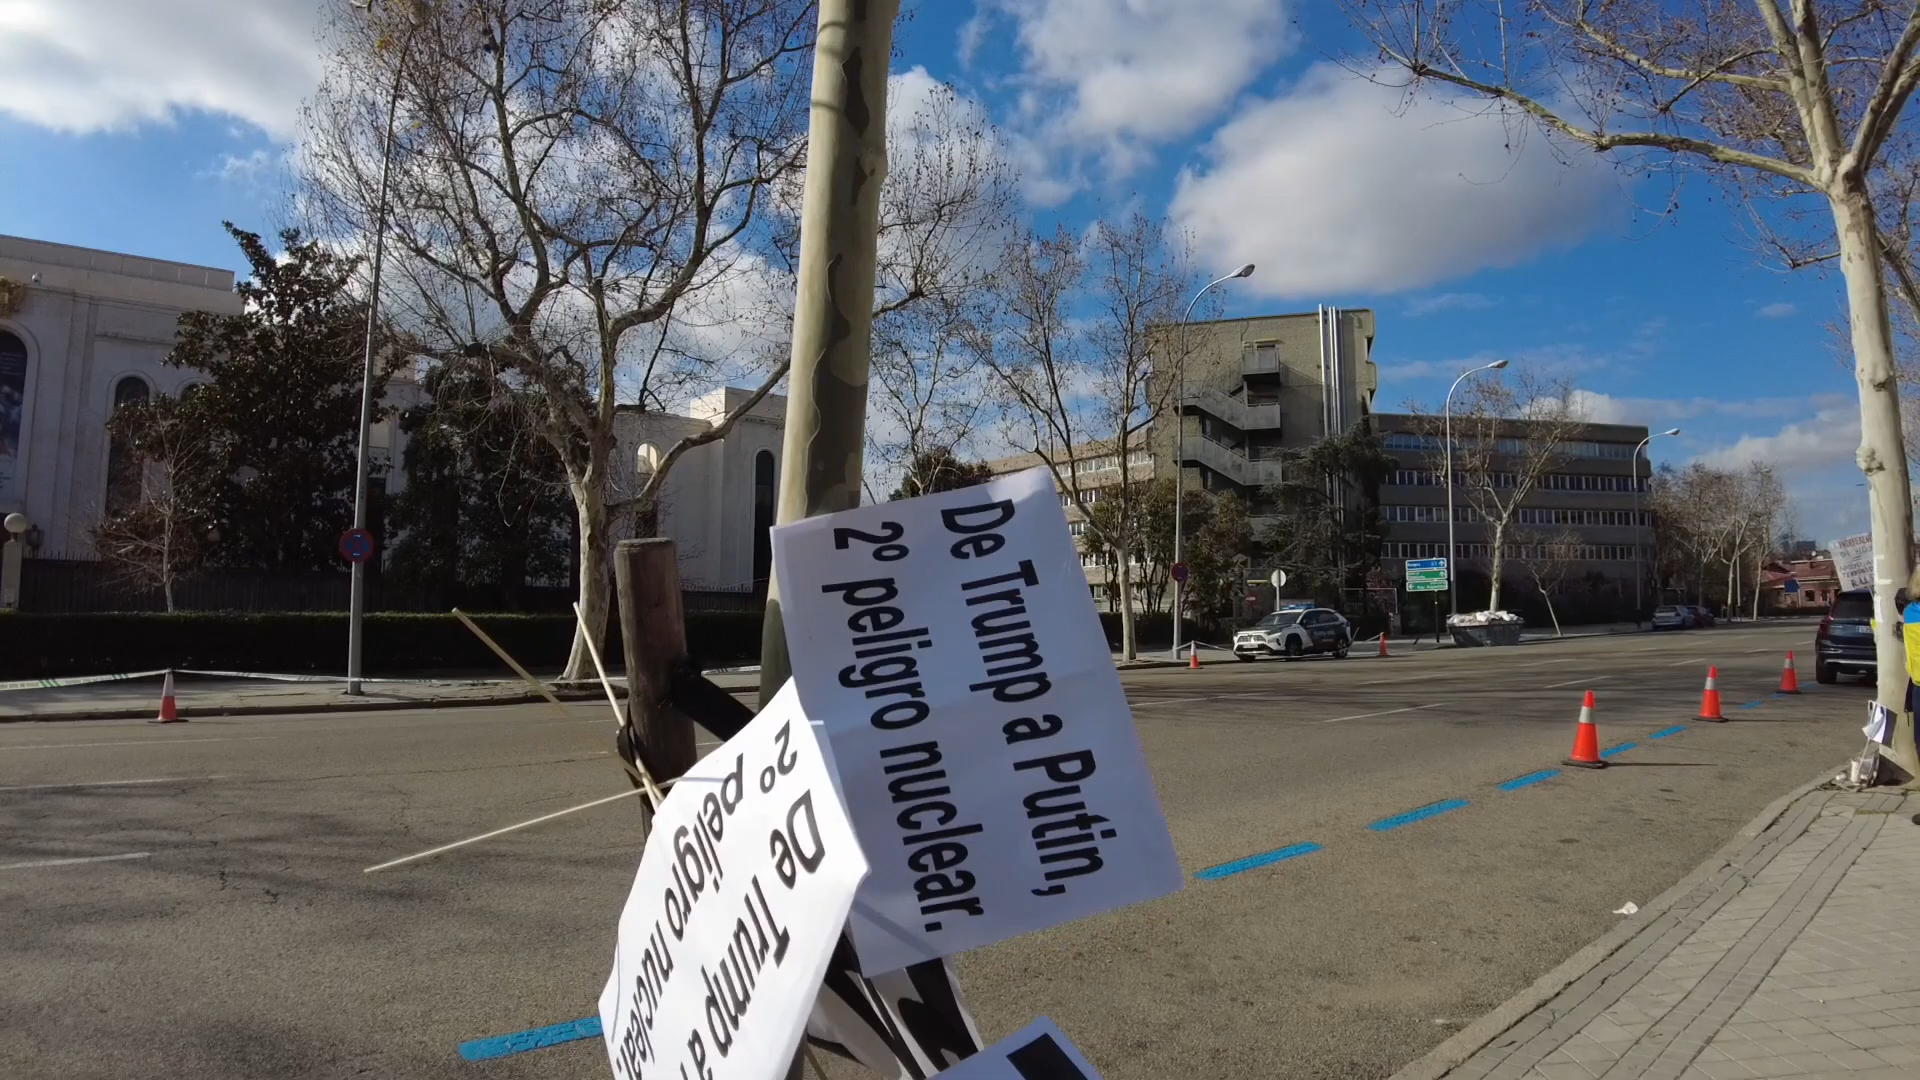 De Trump a Putin,
2º peligro nuclear.
De Trump a
2º peligro nuclear.